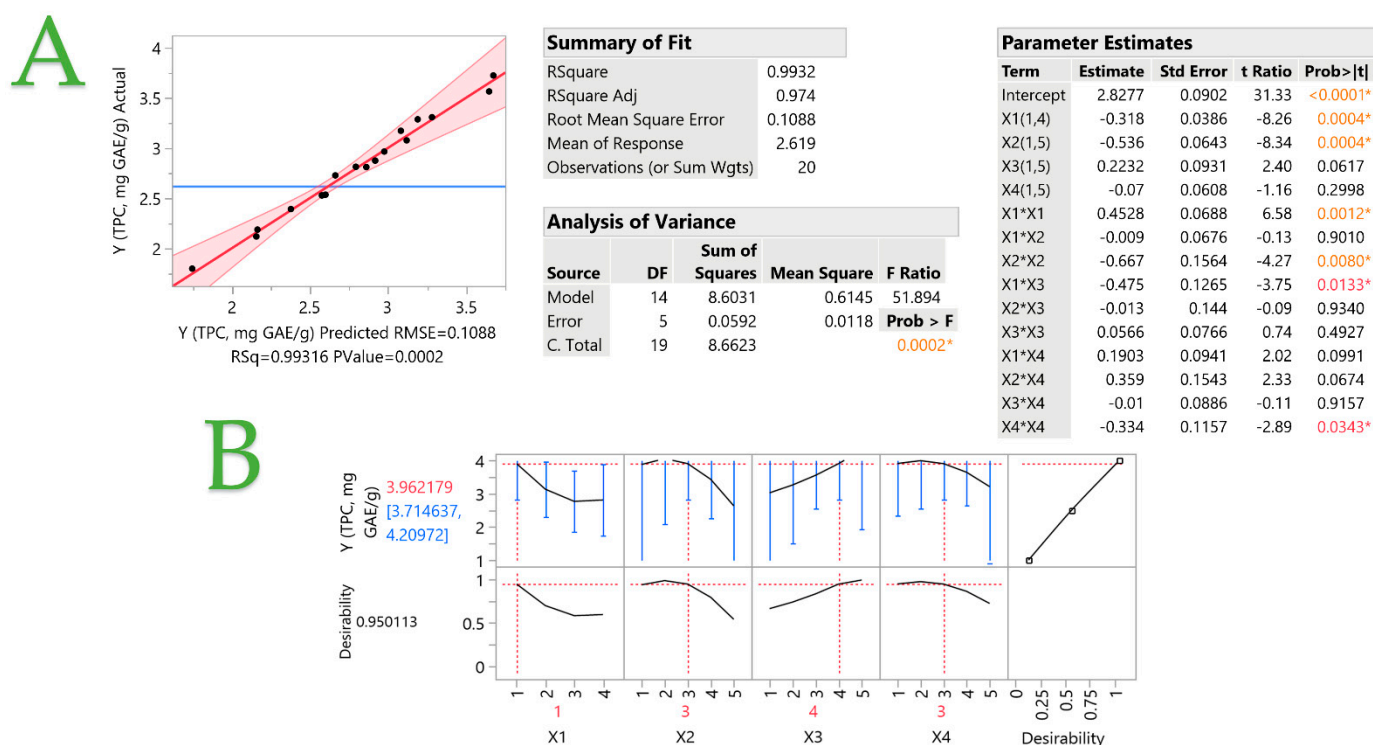 A
Y (TPC, mg GAE/g) Actual
4
3.5
3
2.5
2
2 2.5 3 3.5
Y (TPC, mg GAE/g) Predicted RMSE=0.1088
RSq=0.99316 PValue=0.0002
Summary of Fit
RSquare 0.9932
RSquare Adj 0.974
Root Mean Square Error 0.1088
Mean of Response 2.619
Observations (or Sum Wgts) 20
Analysis of Variance
Sum of
Source DF Squares Mean Square F Ratio
Model 14 8.6031 0.6145 51.894
Error 5 0.0592 0.0118 Prob > F
C. Total 19 8.6623 0.0002*
Parameter Estimates
Term Estimate Std Error t Ratio Prob>|t|
Intercept 2.8277 0.0902 31.33 <0.0001*
X1(1,4) -0.318 0.0386 -8.26 0.0004*
X2(1,5) -0.536 0.0643 -8.34 0.0004*
X3(1,5) 0.2232 0.0931 2.40 0.0617
X4(1,5) -0.07 0.0608 -1.16 0.2998
X1*X1 0.4528 0.0688 6.58 0.0012*
X1*X2 -0.009 0.0676 -0.13 0.9010
X2*X2 -0.667 0.1564 -4.27 0.0080*
X1*X3 -0.475 0.1265 -3.75 0.0133*
X2*X3 -0.013 0.144 -0.09 0.9340
X3*X3 0.0566 0.0766 0.74 0.4927
X1*X4 0.1903 0.0941 2.02 0.0991
X2*X4 0.359 0.1543 2.33 0.0674
X3*X4 -0.01 0.0886 -0.11 0.9157
X4*X4 -0.334 0.1157 -2.89 0.0343*
B
Y (TPC, mg
GAE/g)
3.962179
[3.714637,
4.20972]
4
3
2
1
Desirability
0.950113
1
0.5
0
1 2 3 4 1 2 3 4 5 1 2 3 4 5 1 2 3 4 5 0 0.25 0.5 0.75 1
1 3 4 3
X1 X2 X3 X4 Desirability